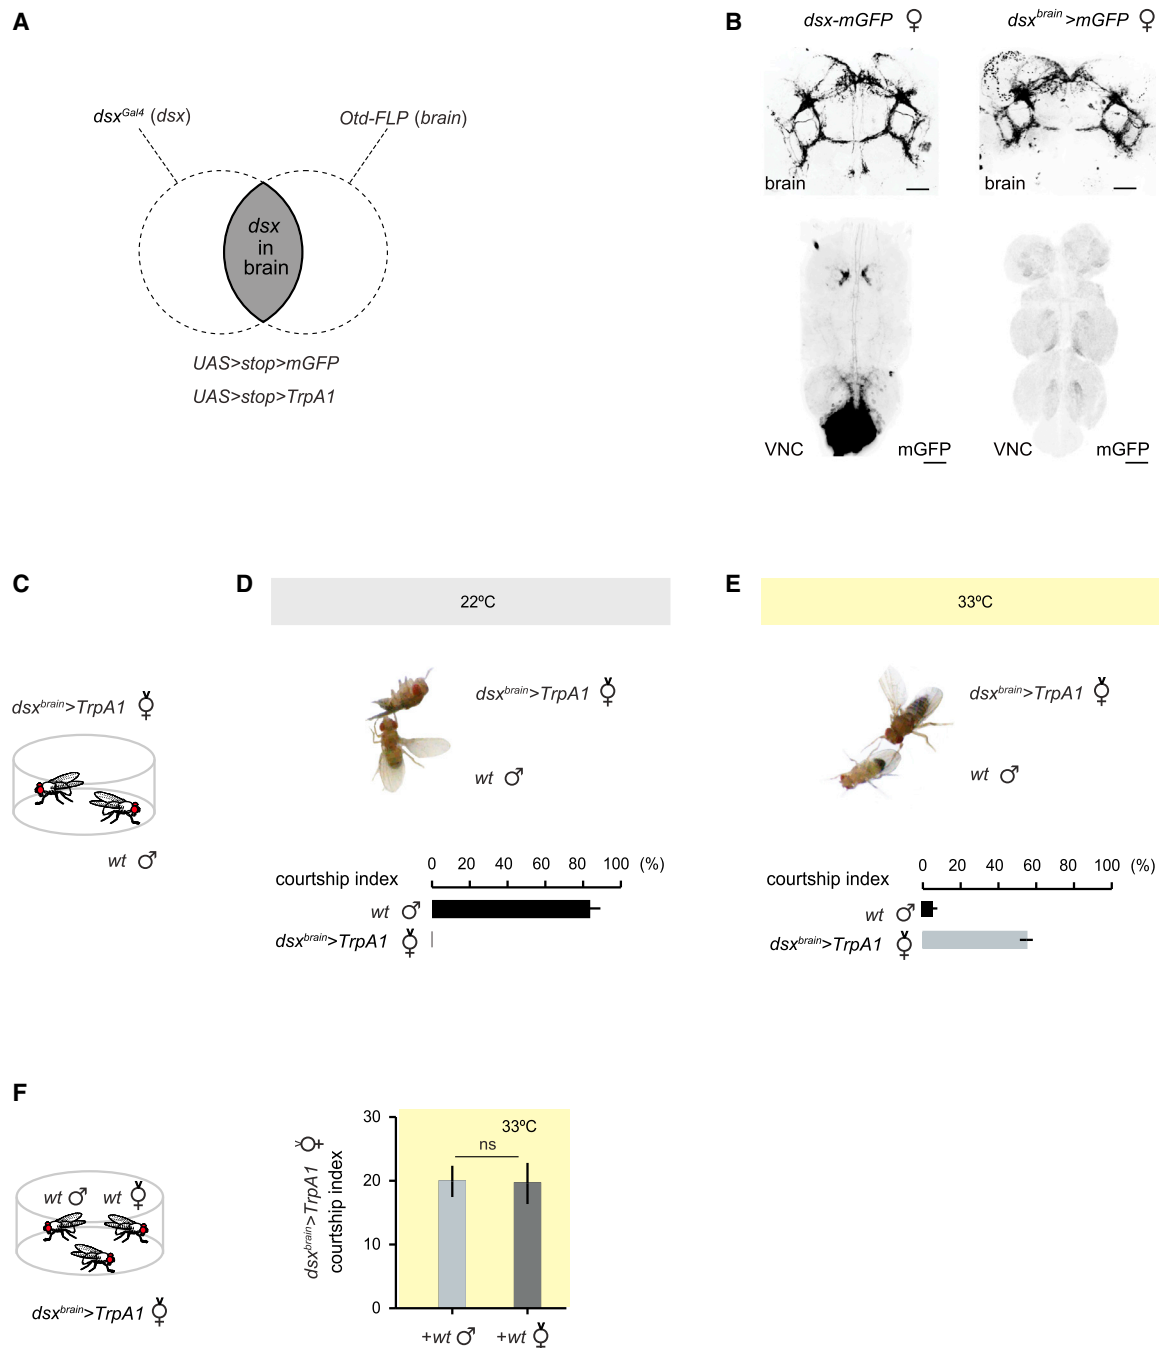 A
dsxGal4 (dsx)
Otd-FLP (brain)
dsx
in
brain
UAS>stop>mGFP
UAS>stop>TrpA1
B
dsx-mGFP ♀
dsxbrain>mGFP ♀
brain
brain
VNC
mGFP
VNC
mGFP
C
dsxbrain>TrpA1
wt ♂
D
22ºC
dsxbrain>TrpA1
wt ♂
0 20 40 60 80 100 (%)
courtship index
wt ♂
dsxbrain>TrpA1
E
33ºC
dsxbrain>TrpA1
wt ♂
0 20 40 60 80 100 (%)
courtship index
wt ♂
dsxbrain>TrpA1
F
wt ♂ wt
dsxbrain>TrpA1
dsxbrain>TrpA1
courtship index
30
20
10
0
33ºC
ns
+wt ♂
+wt